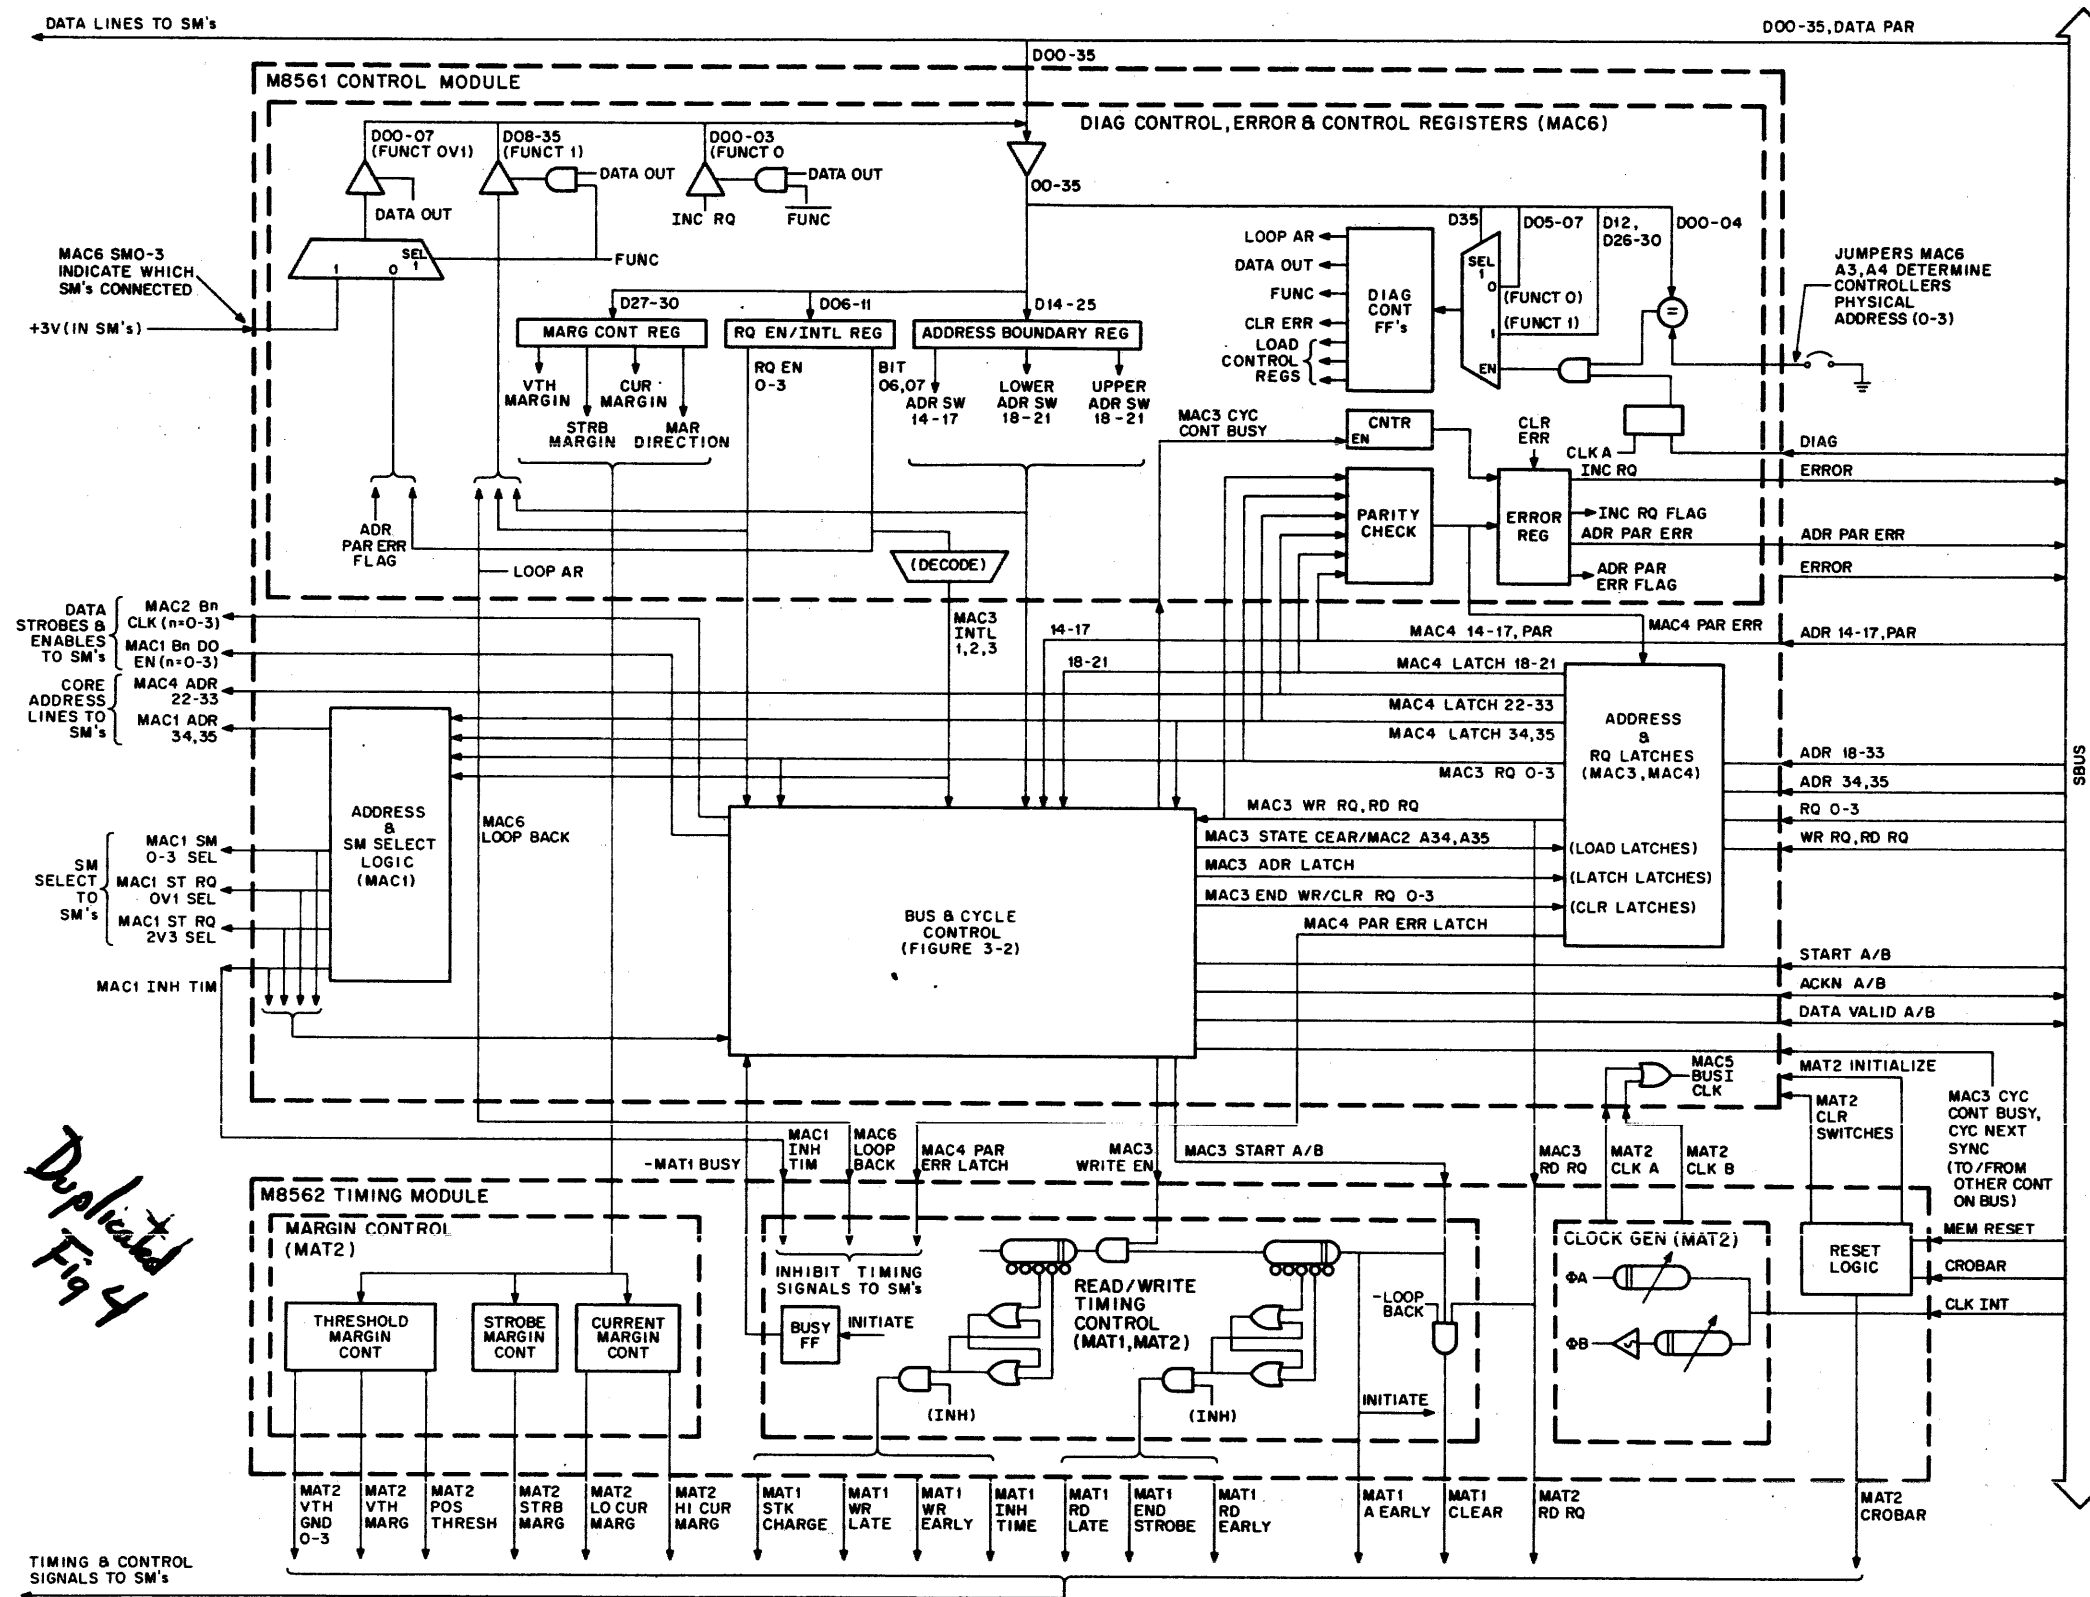 DATA LINES TO SM's
D00-35, DATA PAR
D00-35
M8561 CONTROL MODULE
DIAG CONTROL, ERROR & CONTROL REGISTERS (MAC6)
D00-07
(FUNCT 0V1)
D08-35
(FUNCT 1)
D00-03
(FUNCT 0
DATA OUT
DATA OUT
DATA OUT
INC RQ
FUNC
00-35
SEL
1
1
0
FUNC
MAC6 SM0-3
INDICATE WHICH
SM's CONNECTED
+3V (IN SM's)
D27-30
D06-11
D14-25
MARG CONT REG
RQ EN/INTL REG
ADDRESS BOUNDARY REG
VTH
MARGIN
CUR
MARGIN
STRB
MARGIN
MAR
DIRECTION
RQ EN
0-3
BIT
06,07
ADR SW
14-17
LOWER
ADR SW
18-21
UPPER
ADR SW
18-21
LOOP AR
DATA OUT
FUNC
CLR ERR
LOAD
CONTROL
REGS
DIAG
CONT
FF's
D35
D05-07
D12,
D26-30
D00-04
SEL
1
0
(FUNCT 0)
1
(FUNCT 1)
EN
=
JUMPERS MAC6
A3,A4 DETERMINE
CONTROLLERS
PHYSICAL
ADDRESS (0-3)
MAC3 CYC
CONT BUSY
CNTR
EN
CLR
ERR
CLK A
DIAG
INC RQ
ERROR
PARITY
CHECK
ERROR
REG
INC RQ FLAG
ADR PAR ERR
ADR PAR ERR
ADR PAR
ERR FLAG
ERROR
ADR
PAR ERR
FLAG
LOOP AR
(DECODE)
DATA
STROBES &
ENABLES
TO SM's
MAC2 Bn
CLK (n=0-3)
MAC1 Bn DO
EN (n=0-3)
CORE
ADDRESS
LINES TO
SM's
MAC4 ADR
22-33
MAC1 ADR
34,35
MAC3
INTL
1,2,3
14-17
MAC4 14-17, PAR
MAC4 PAR ERR
ADR 14-17, PAR
18-21
MAC4 LATCH 18-21
MAC4 LATCH 22-33
MAC4 LATCH 34,35
MAC3 RQ 0-3
ADDRESS
&
RQ LATCHES
(MAC3, MAC4)
ADR 18-33
ADR 34,35
RQ 0-3
WR RQ, RD RQ
SBUS
ADDRESS
&
SM SELECT
LOGIC
(MAC1)
MAC6
LOOP BACK
MAC3 WR RQ, RD RQ
MAC3 STATE CEAR/MAC2 A34,A35
(LOAD LATCHES)
MAC3 ADR LATCH
(LATCH LATCHES)
MAC3 END WR/CLR RQ 0-3
(CLR LATCHES)
MAC4 PAR ERR LATCH
SM
SELECT
TO
SM's
MAC1 SM
0-3 SEL
MAC1 ST RQ
0V1 SEL
MAC1 ST RQ
2V3 SEL
MAC1 INH TIM
BUS & CYCLE
CONTROL
(FIGURE 3-2)
START A/B
ACKN A/B
DATA VALID A/B
MAC5
BUS1
CLK
MAT2 INITIALIZE
MAT2
CLR
SWITCHES
MAC3 CYC
CONT BUSY,
CYC NEXT
SYNC
(TO/FROM
OTHER CONT
ON BUS)
-MAT1 BUSY
MAC1
INH
TIM
MAC6
LOOP
BACK
MAC4 PAR
ERR LATCH
MAC3
WRITE EN
MAC3 START A/B
MAC3
RD RQ
MAT2
CLK A
MAT2
CLK B
Duplicated
Fig 4
M8562 TIMING MODULE
MARGIN CONTROL
(MAT2)
THRESHOLD
MARGIN
CONT
STROBE
MARGIN
CONT
CURRENT
MARGIN
CONT
INHIBIT TIMING
SIGNALS TO SM's
BUSY
FF
INITIATE
READ/WRITE
TIMING
CONTROL
(MAT1, MAT2)
(INH)
(INH)
-LOOP
BACK
INITIATE
CLOCK GEN (MAT2)
ΦA
ΦB
RESET
LOGIC
MEM RESET
CROBAR
CLK INT
MAT2
VTH
GND
0-3
MAT2
VTH
MARG
MAT2
POS
THRESH
MAT2
STRB
MARG
MAT2
LO CUR
MARG
MAT2
HI CUR
MARG
MAT1
STK
CHARGE
MAT1
WR
LATE
MAT1
WR
EARLY
MAT1
INH
TIME
MAT1
RD
LATE
MAT1
END
STROBE
MAT1
RD
EARLY
MAT1
A EARLY
MAT1
CLEAR
MAT2
RD RQ
MAT2
CROBAR
TIMING & CONTROL
SIGNALS TO SM's